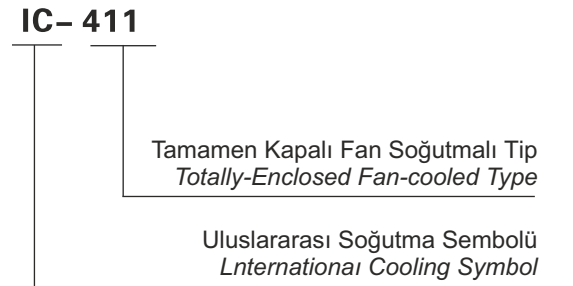 IC– 411
Tamamen Kapalı Fan Soğutmalı Tip
Totally-Enclosed Fan-cooled Type
Uluslararası Soğutma Sembolü
Lnternationaı Cooling Symbol